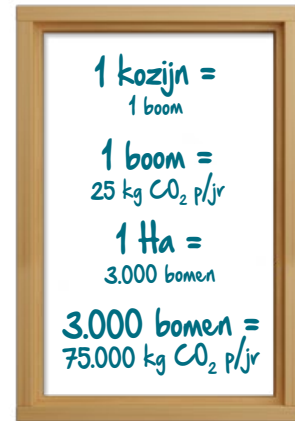 1 kozijn =
1 boom
1 boom =
25 kg CO₂ p/jr
1 Ha =
3.000 bomen
3.000 bomen =
75.000 kg CO₂ p/jr